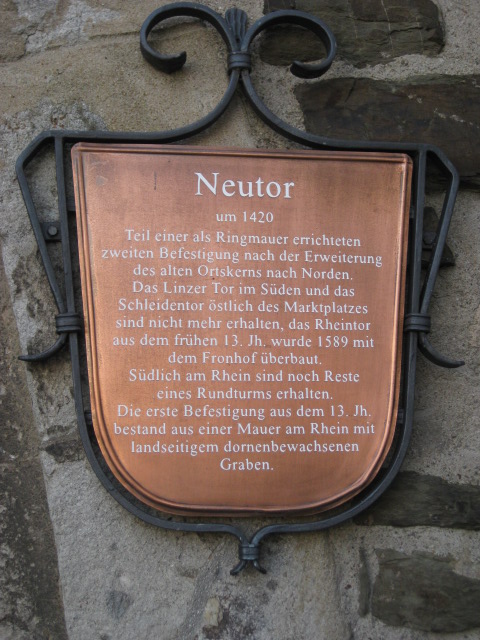 Neutor
um 1420
Teil einer als Ringmauer errichteten
zweiten Befestigung nach der Erweiterung
des alten Ortskerns nach Norden.
Das Linzer Tor im Süden und das
Schleidentor östlich des Marktplatzes
sind nicht mehr erhalten, das Rheintor
aus dem frühen 13. Jh. wurde 1589 mit
dem Fronhof überbaut.
Südlich am Rhein sind noch Reste
eines Rundturms erhalten.
Die erste Befestigung aus dem 13. Jh.
bestand aus einer Mauer am Rhein mit
landseitigem dornenbewachsenen
Graben.